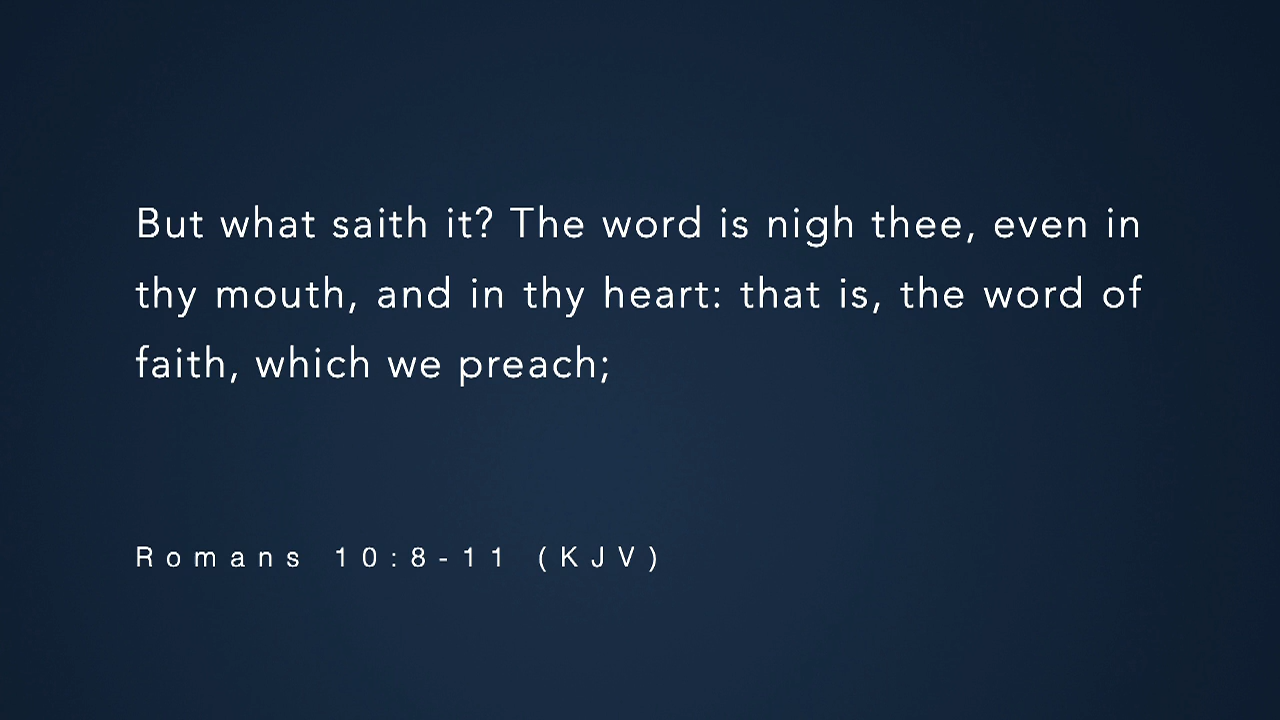 But what saith it? The word is nigh thee, even in
thy mouth, and in thy heart: that is, the word of
faith, which we preach;
Romans 10:8-11 (KJV)